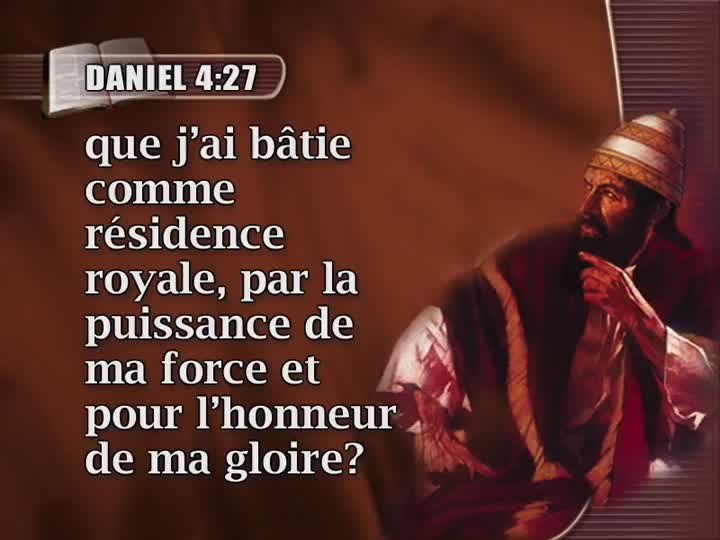 DANIEL 4:27
que j’ai bâtie
comme
résidence
royale, par la
puissance de
ma force et
pour l’honneur
de ma gloire?